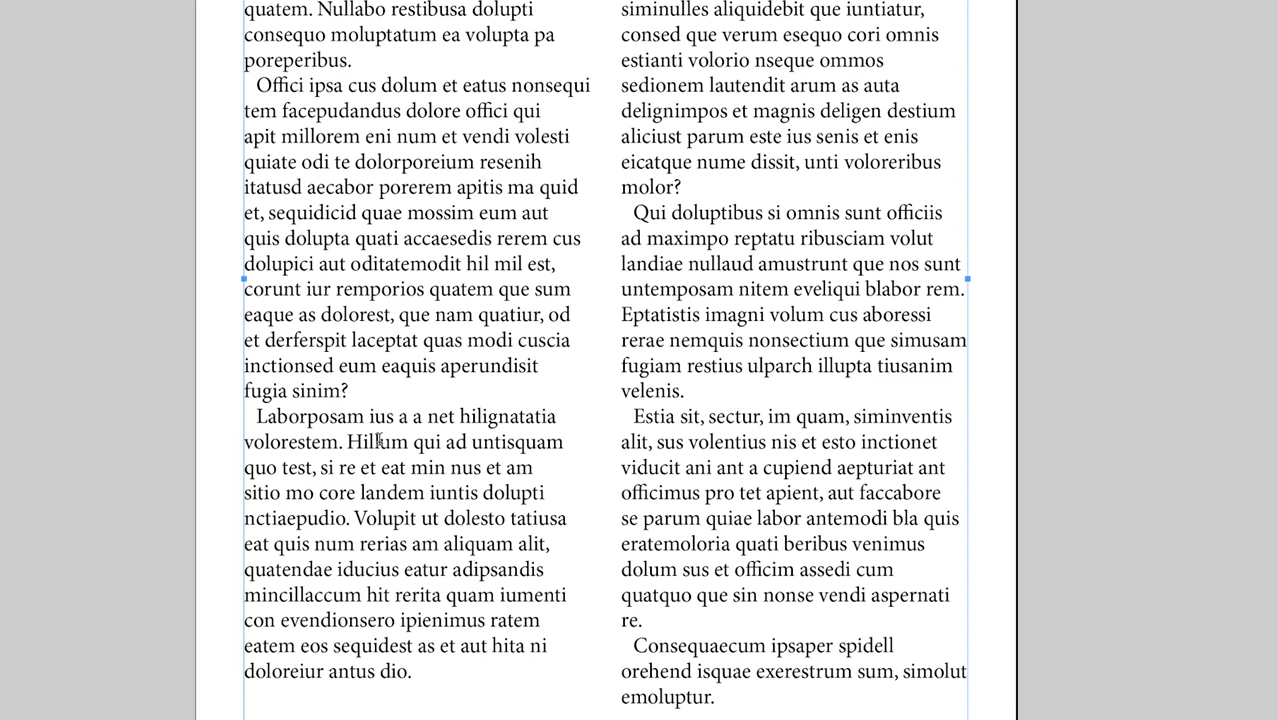 quatem. Nullabo restibusa dolupti
consequo moluptatum ea volupta pa
poreperibus.
Offici ipsa cus dolum et eatus nonsequi
tem facepudandus dolore offici qui
apit millorem eni num et vendi volesti
quiate odi te dolorporeium resenih
itatusd aecabor porerem apitis ma quid
et, sequidicid quae mossim eum aut
quis dolupta quati accaesedis rerem cus
dolupici aut oditatemodit hil mil est,
corunt iur remporios quatem que sum
eaque as dolorest, que nam quatiur, od
et derferspit laceptat quas modi cuscia
inctionsed eum eaquis aperundisit
fugia sinim?
Laborposam ius a a net hilignatatia
volorestem. Hillum qui ad untisquam
quo test, si re et eat min nus et am
sitio mo core landem iuntis dolupti
nctiaepudio. Volupit ut dolesto tatiusa
eat quis num rerias am aliquam alit,
quatendae iducius eatur adipsandis
mincillaccum hit rerita quam iumenti
con evendionsero ipienimus ratem
eatem eos sequidest as et aut hita ni
doloreiur antus dio.
siminulles aliquidebit que iuntiatur,
consed que verum esequo cori omnis
estianti volorio nseque ommos
sedionem lautendit arum as auta
delignimpos et magnis deligen destium
aliciust parum este ius senis et enis
eicatque nume dissit, unti voloreribus
molor?
Qui doluptibus si omnis sunt officiis
ad maximpo reptatu ribusciam volut
landiae nullaud amustrunt que nos sunt
untemposam nitem eveliqui blabor rem.
Eptatistis imagni volum cus aboressi
rerae nemquis nonsectium que simusam
fugiam restius ulparch illupta tiusanim
velenis.
Estia sit, sectur, im quam, siminventis
alit, sus volentius nis et esto inctionet
viducit ani ant a cupiend aepturiat ant
officimus pro tet apient, aut faccabore
se parum quiae labor antemodi bla quis
eratemoloria quati beribus venimus
dolum sus et officim assedi cum
quatquo que sin nonse vendi aspernati
re.
Consequaecum ipsaper spidell
orehend isquae exerestrum sum, simolut
emoluptur.